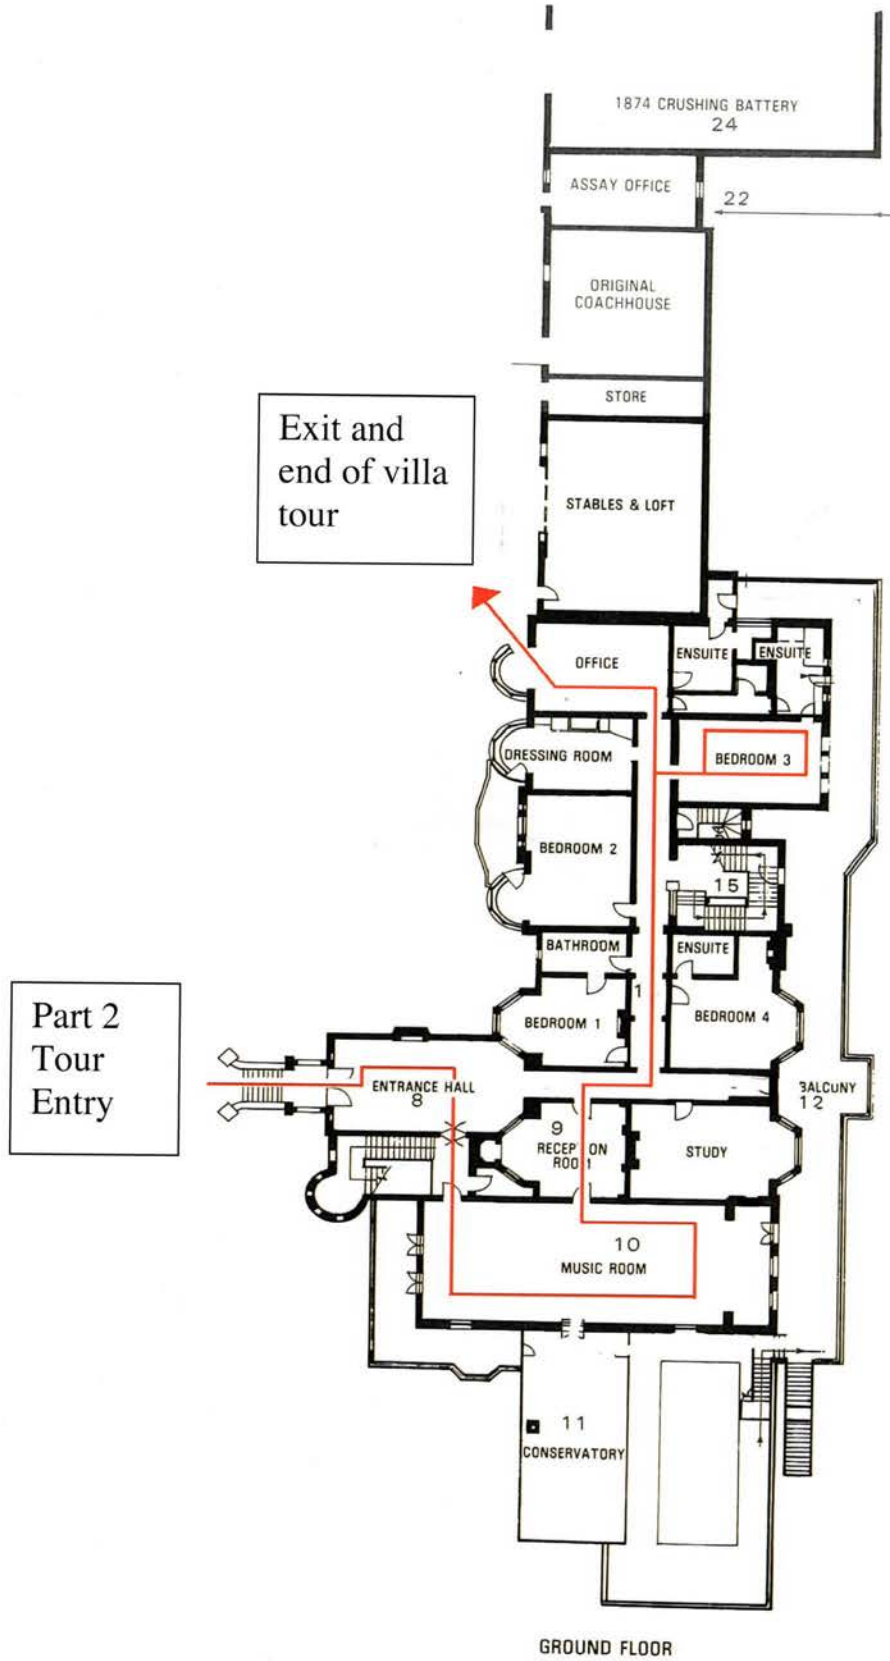 1874 CRUSHING BATTERY
24
ASSAY OFFICE
22
ORIGINAL
COACHHOUSE
STORE
Exit and
end of villa
tour
STABLES & LOFT
OFFICE
ENSUITE
ENSUITE
DRESSING ROOM
BEDROOM 3
BEDROOM 2
15
BATHROOM
ENSUITE
1
BEDROOM 1
BEDROOM 4
Part 2
Tour
Entry
ENTRANCE HALL
8
BALCONY
12
9
RECEPTION
ROOM
STUDY
10
MUSIC ROOM
11
CONSERVATORY
GROUND FLOOR